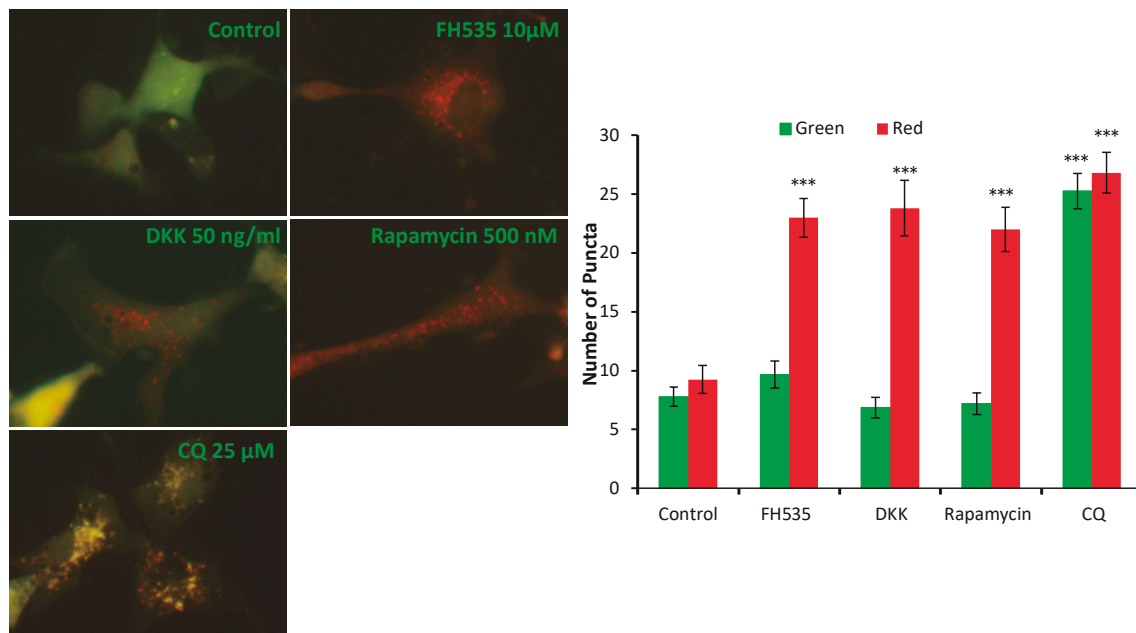 Control
FH535 10µM
DKK 50 ng/ml
Rapamycin 500 nM
CQ 25 µM
Green Red
Number of Puncta
30
25
20
15
10
5
0
***
***
***
***
***
Control FH535 DKK Rapamycin CQ